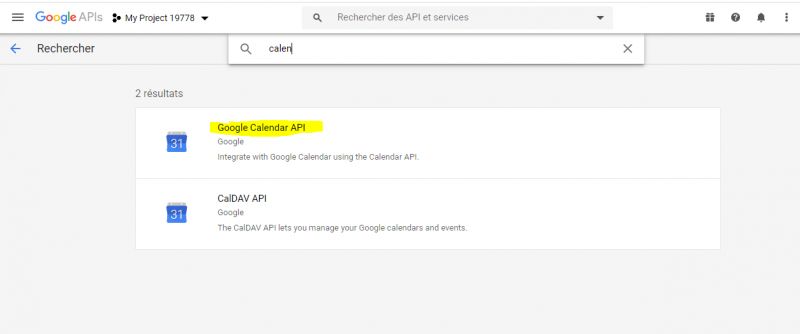 Google APIs My Project 19778 Rechercher des API et services
Rechercher calen
2 résultats
31
Google Calendar API
Google
Integrate with Google Calendar using the Calendar API.
31
CalDAV API
Google
The CalDAV API lets you manage your Google calendars and events.